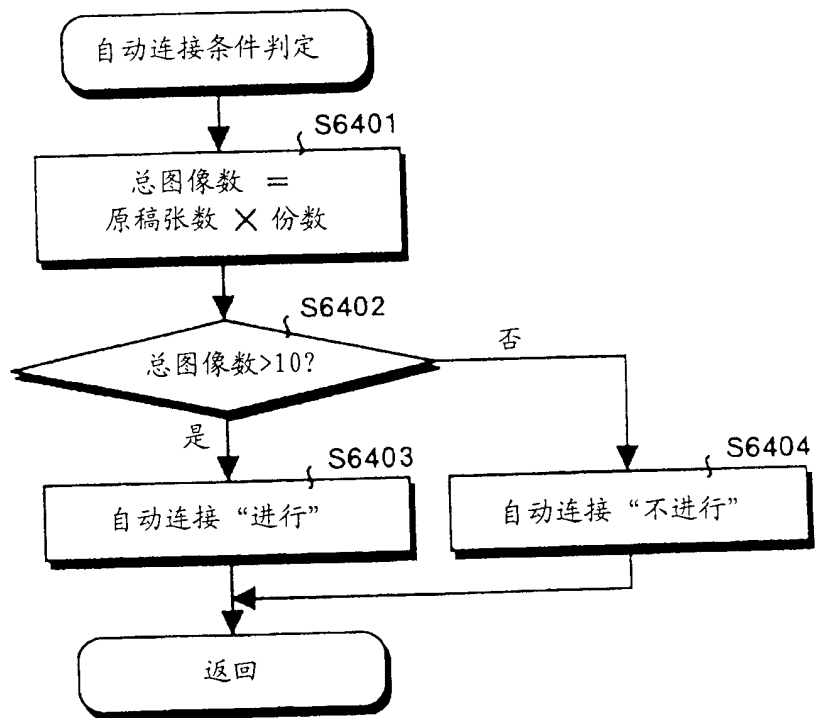 自动连接条件判定
S6401
总图像数 =
原稿张数 × 份数
S6402
总图像数>10?
否
是
S6403
自动连接“进行”
S6404
自动连接“不进行”
返回